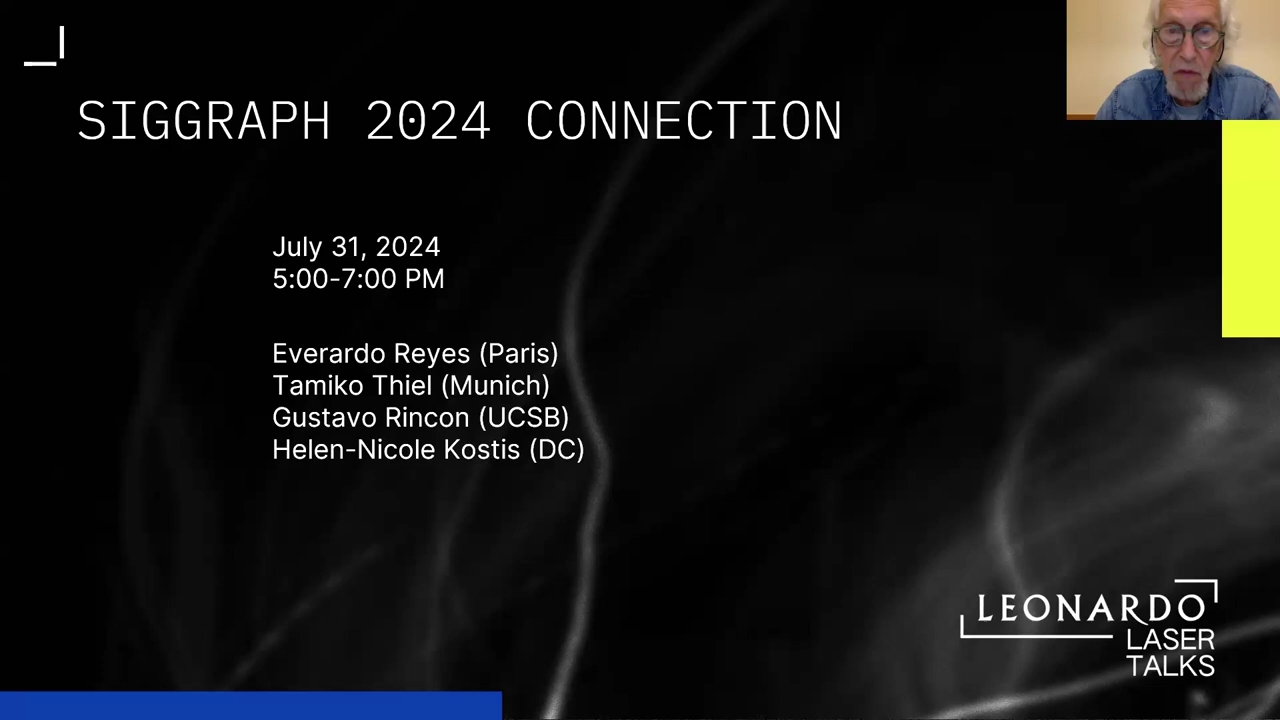 SIGGRAPH 2024 CONNECTION
July 31, 2024
5:00-7:00 PM
Everardo Reyes (Paris)
Tamiko Thiel (Munich)
Gustavo Rincon (UCSB)
Helen-Nicole Kostis (DC)
LEONARDO
LASER
TALKS